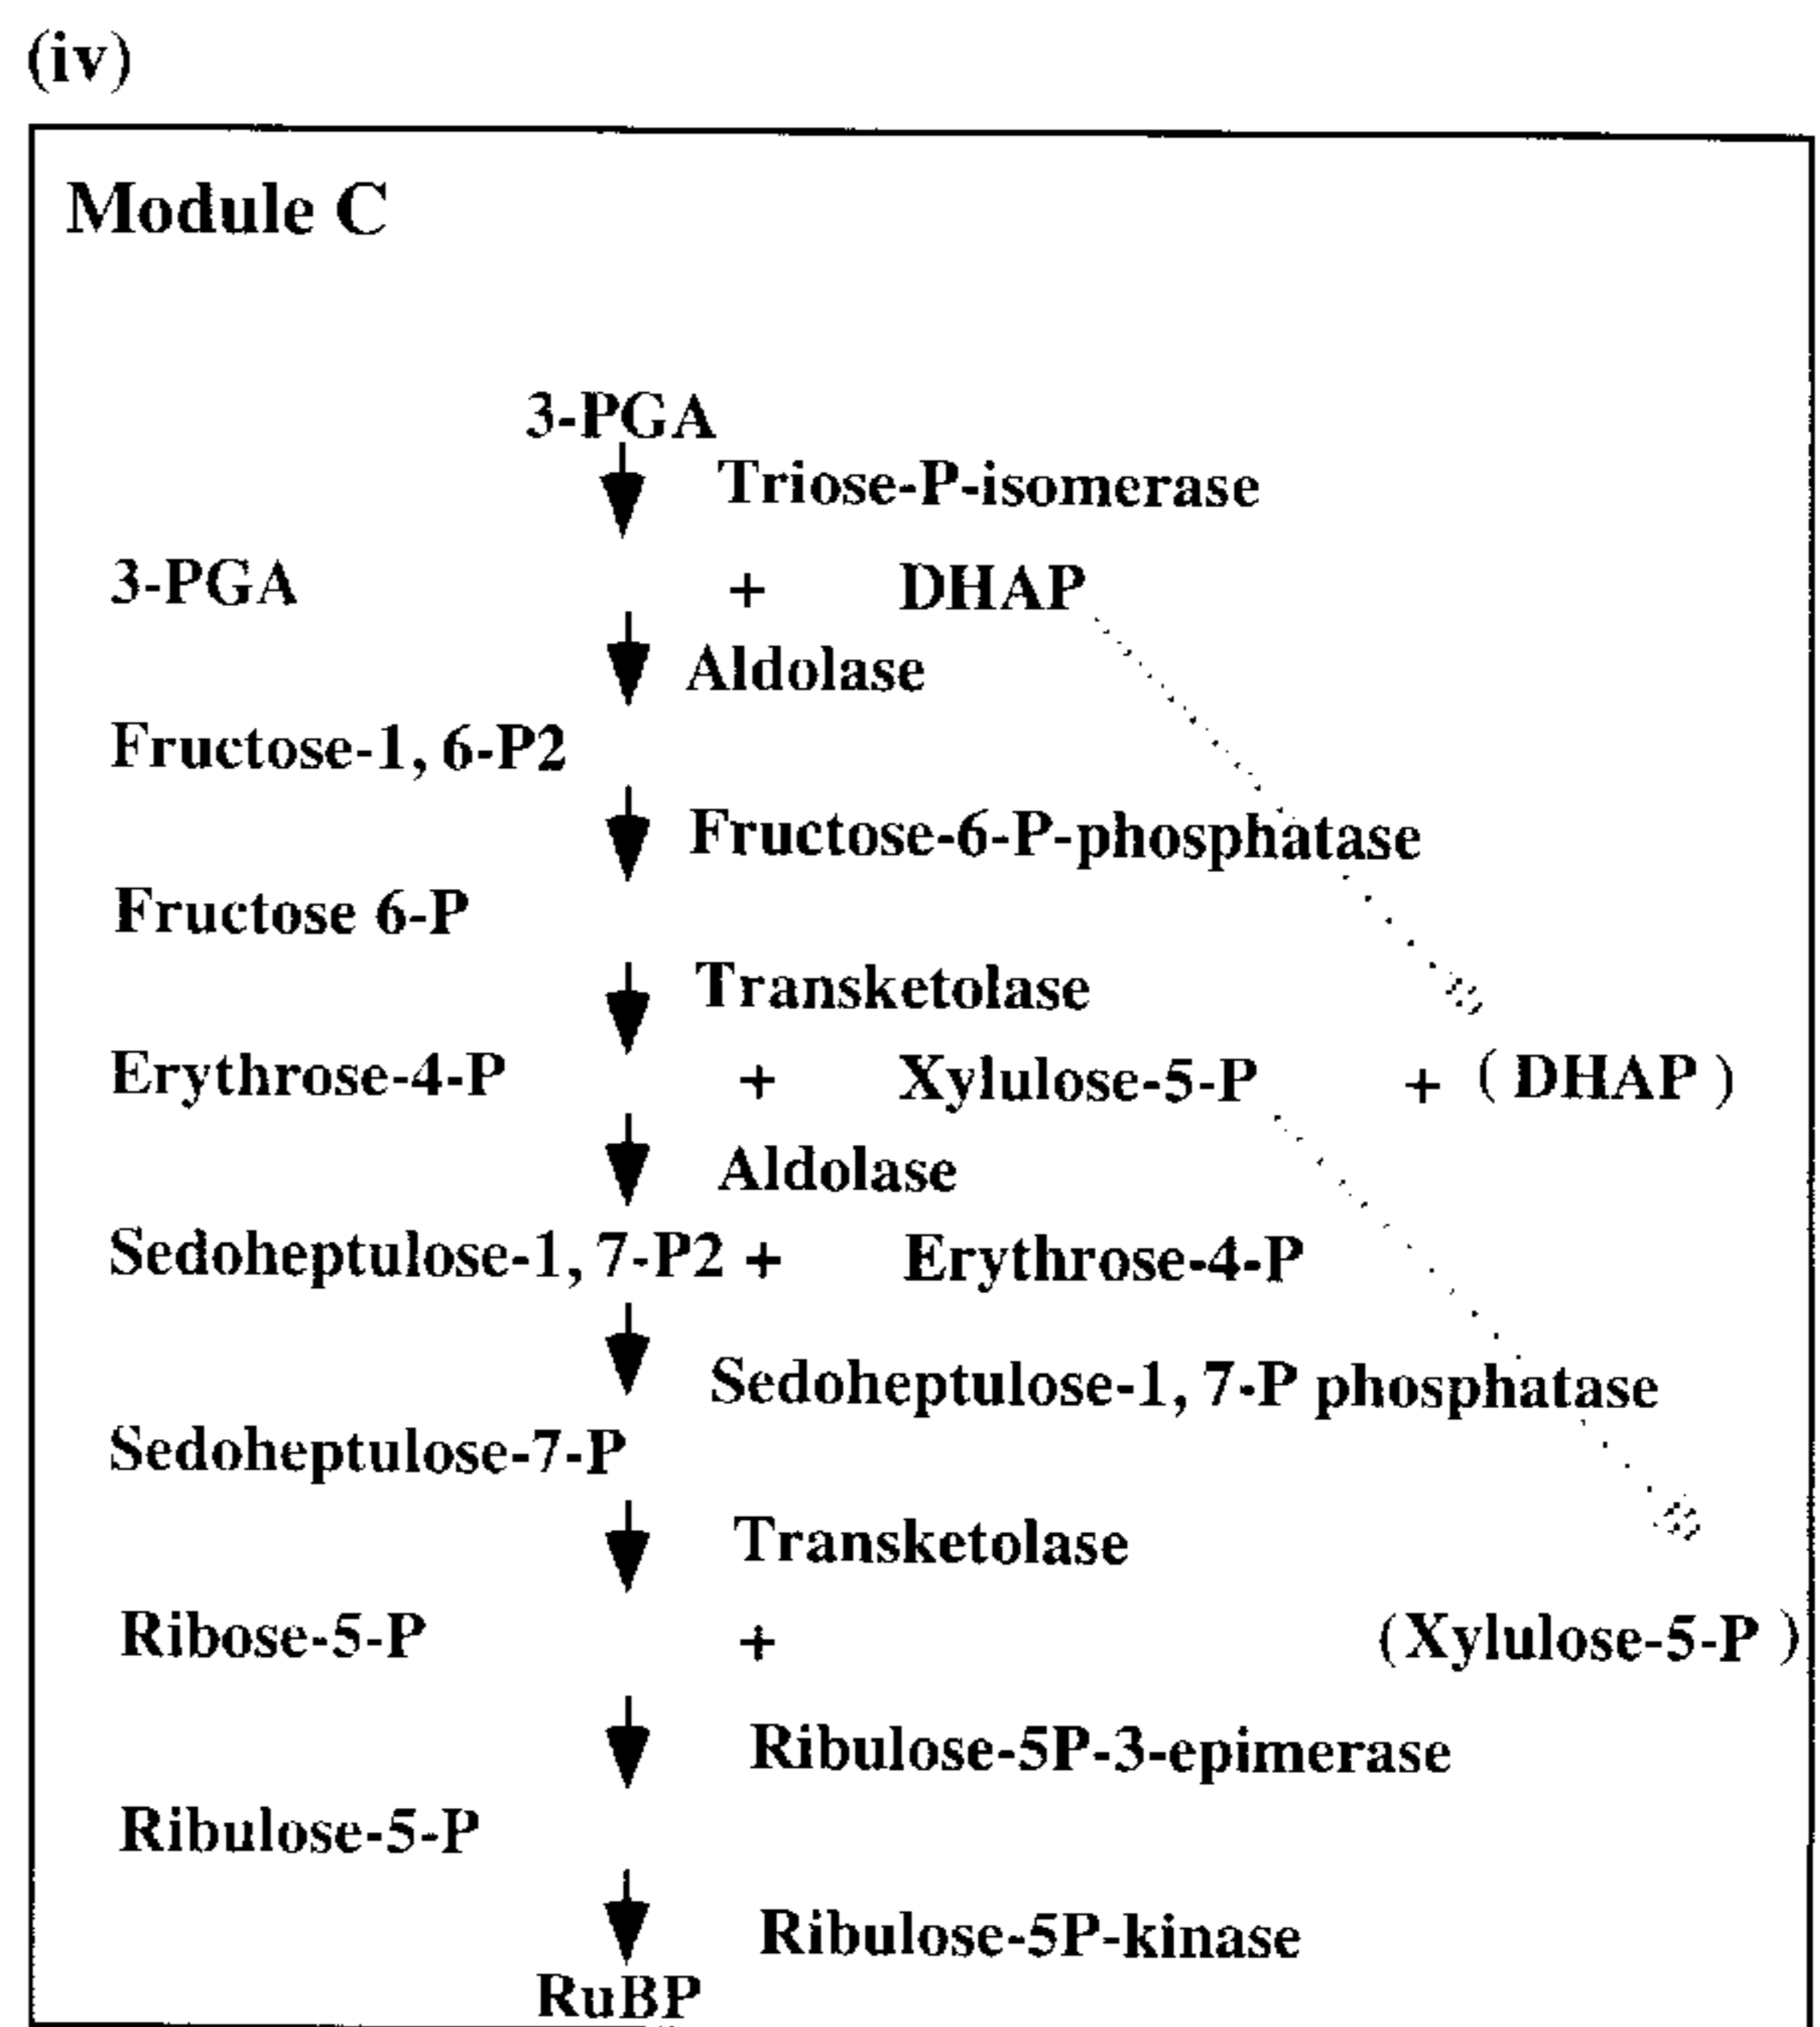 (iv)
Module C
3-PGA
Triose-P-isomerase
3-PGA + DHAP
Aldolase
Fructose-1, 6-P2
Fructose-6-P-phosphatase
Fructose 6-P
Transketolase
Erythrose-4-P + Xylulose-5-P + ( DHAP )
Aldolase
Sedoheptulose-1, 7-P2 + Erythrose-4-P
Sedoheptulose-1, 7-P phosphatase
Sedoheptulose-7-P
Transketolase
Ribose-5-P + (Xylulose-5-P )
Ribulose-5P-3-epimerase
Ribulose-5-P
Ribulose-5P-kinase
RuBP